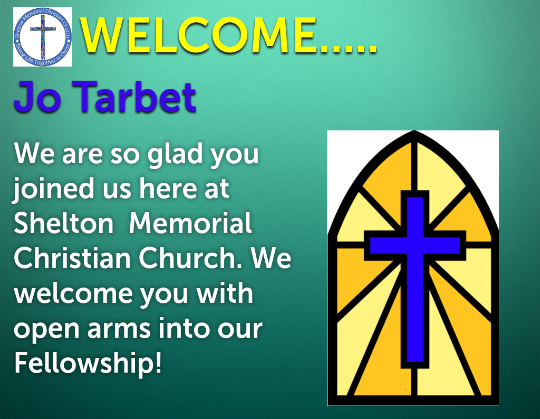 WELCOME.....
Jo Tarbet
We are so glad you
joined us here at
Shelton Memorial
Christian Church. We
welcome you with
open arms into our
Fellowship!